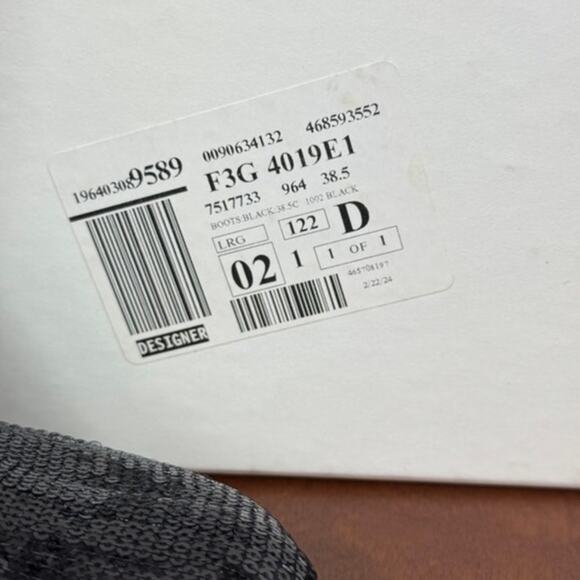 0090634132 468593552
196403089589
F3G 4019E1
7517733 964 38.5
BOOTS:BLACK:38.5C 1002 BLACK
LRG 122 D
02 1 1 OF 1
465708197
2/22/24
DESIGNER